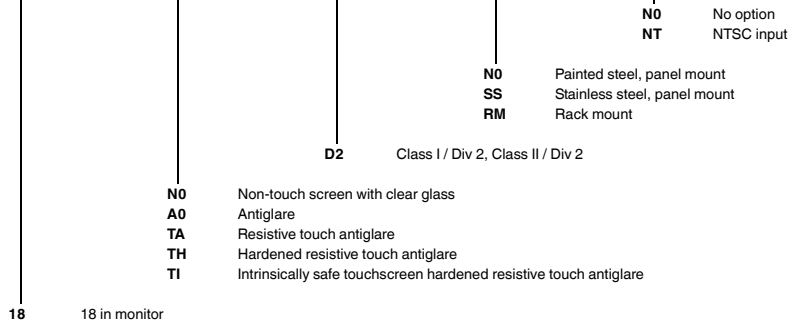 N0 No option
NT NTSC input
N0 Painted steel, panel mount
SS Stainless steel, panel mount
RM Rack mount
D2 Class I / Div 2, Class II / Div 2
N0 Non-touch screen with clear glass
A0 Antiglare
TA Resistive touch antiglare
TH Hardened resistive touch antiglare
TI Intrinsically safe touchscreen hardened resistive touch antiglare
18 18 in monitor